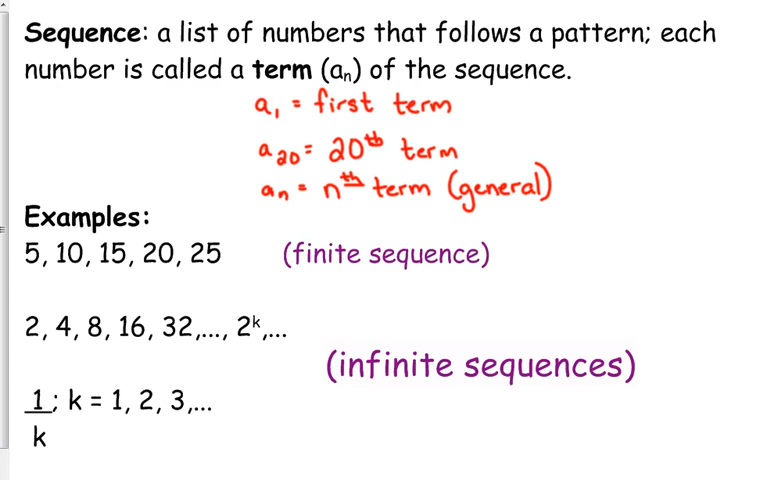 Sequence: a list of numbers that follows a pattern; each
number is called a term (aₙ) of the sequence.
a₁ = first term
a₂₀ = 20ᵗʰ term
aₙ = nᵗʰ term (general)
Examples:
5, 10, 15, 20, 25 (finite sequence)
2, 4, 8, 16, 32,..., 2ᵏ,...
(infinite sequences)
1 ; k = 1, 2, 3,...
k